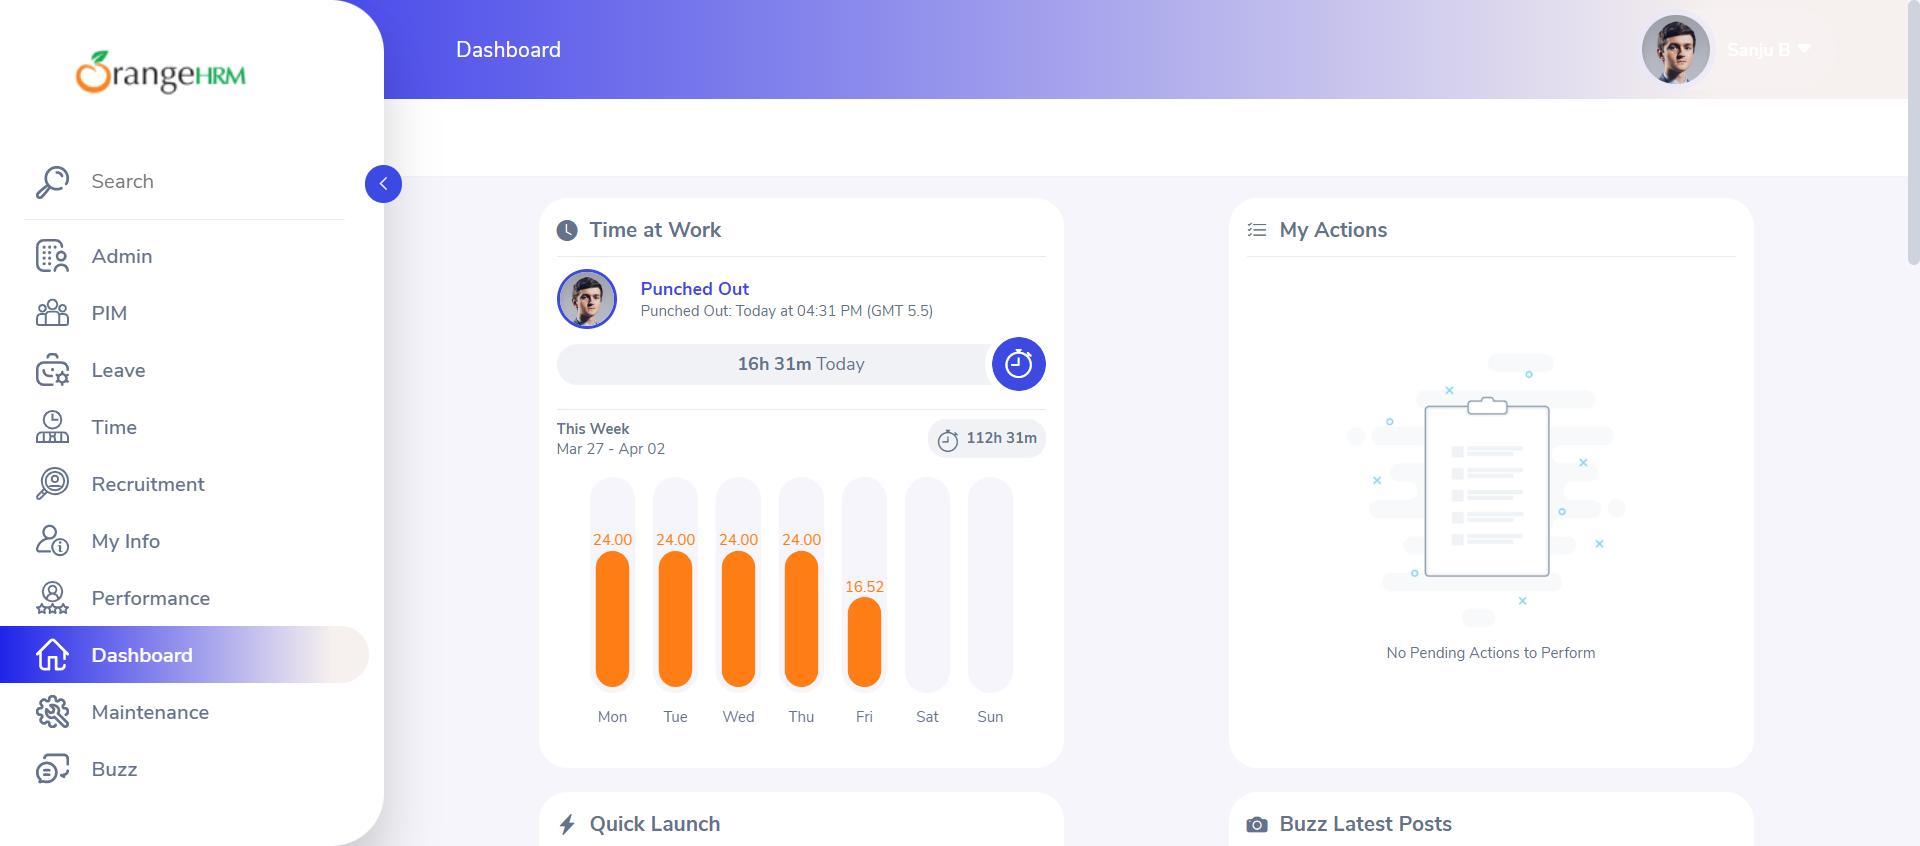 OrangeHRM
Search
Admin
PIM
Leave
Time
Recruitment
My Info
Performance
Dashboard
Maintenance
Buzz
Dashboard
Sanju B
Time at Work
Punched Out
Punched Out: Today at 04:31 PM (GMT 5.5)
16h 31m Today
This Week
Mar 27 - Apr 02
112h 31m
24.00 24.00 24.00 24.00
16.52
Mon Tue Wed Thu Fri Sat Sun
My Actions
No Pending Actions to Perform
Quick Launch
Buzz Latest Posts